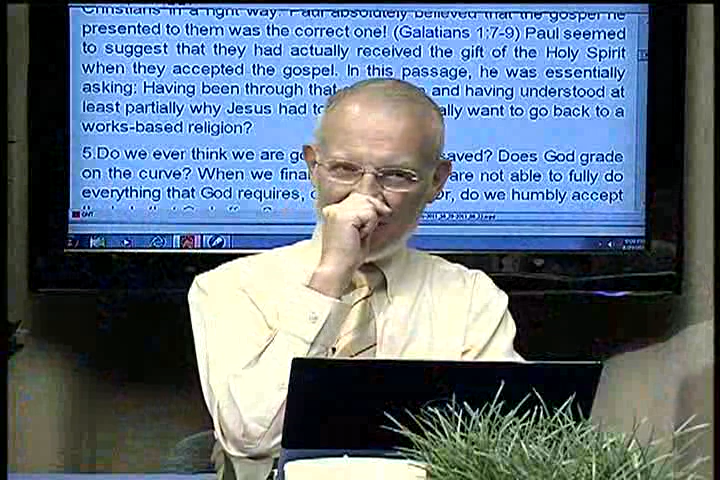 Christians in a right way. Paul absolutely believed that the gospel he
presented to them was the correct one! (Galatians 1:7-9) Paul seemed
to suggest that they had actually received the gift of the Holy Spirit
when they accepted the gospel. In this passage, he was essentially
asking: Having been through that and having understood at
least partially why Jesus had to ally want to go back to a
works-based religion?
5.Do we ever think we are go saved? Does God grade
on the curve? When we fina are not able to fully do
everything that God requires, or, do we humbly accept